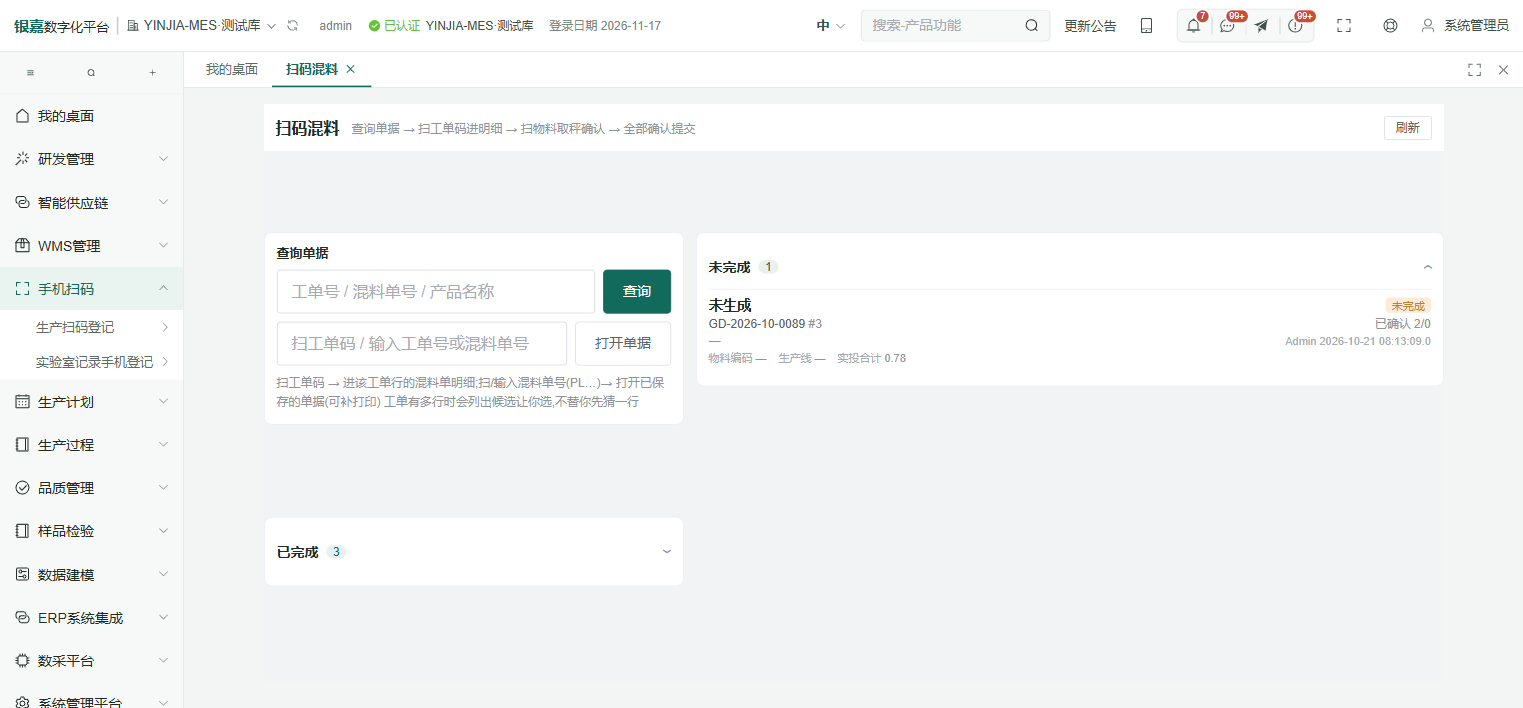 银嘉数字化平台 YINJIA-MES·测试库 admin 已认证 YINJIA-MES·测试库 登录日期 2026-11-17 中 搜索-产品功能 更新公告 7 99+ 99+ 系统管理员
我的桌面 扫码混料
我的桌面
研发管理
智能供应链
WMS管理
手机扫码
生产扫码登记
实验室记录手机登记
生产计划
生产过程
品质管理
样品检验
数据建模
ERP系统集成
数采平台
系统管理平台
扫码混料 查询单据 → 扫工单码进明细 → 扫物料取秤确认 → 全部确认提交 刷新
查询单据
工单号 / 混料单号 / 产品名称 查询
扫工单码 / 输入工单号或混料单号 打开单据
扫工单码 → 进该工单行的混料单明细;扫/输入混料单号(PL…)→ 打开已保
存的单据(可补打印) 工单有多行时会列出候选让你选,不替你先猜一行
已完成 3
未完成 1
未生成 未完成
GD-2026-10-0089 #3 已确认 2/0
— Admin 2026-10-21 08:13:09.0
物料编码 — 生产线 — 实投合计 0.78